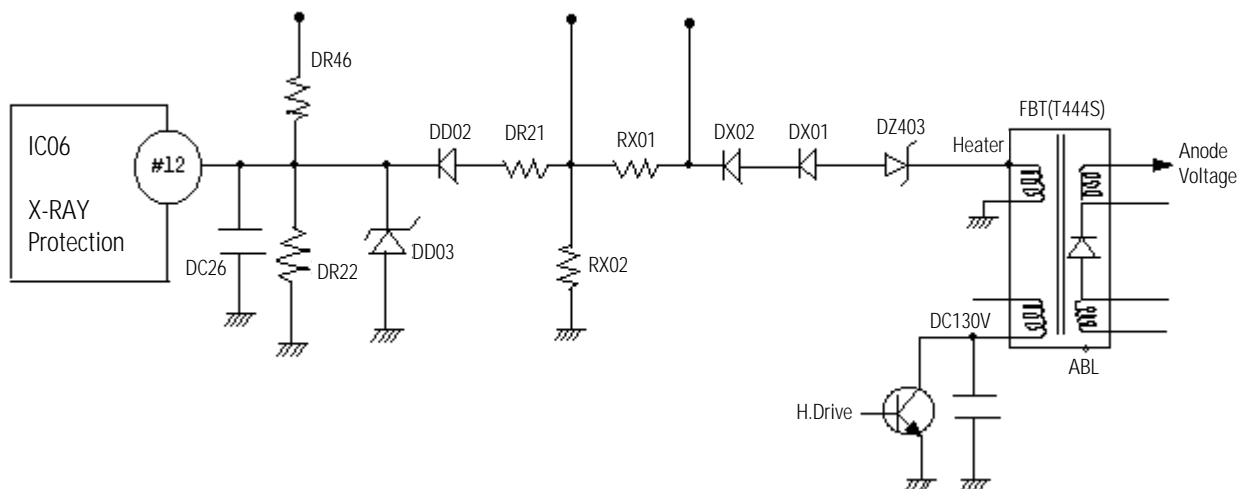 DR46
FBT(T444S)
IC06
#12
X-RAY
Protection
DD02
DR21
RX01
DX02
DX01
DZ403
Heater
Anode
Voltage
DC26
DR22
DD03
RX02
DC130V
ABL
H.Drive